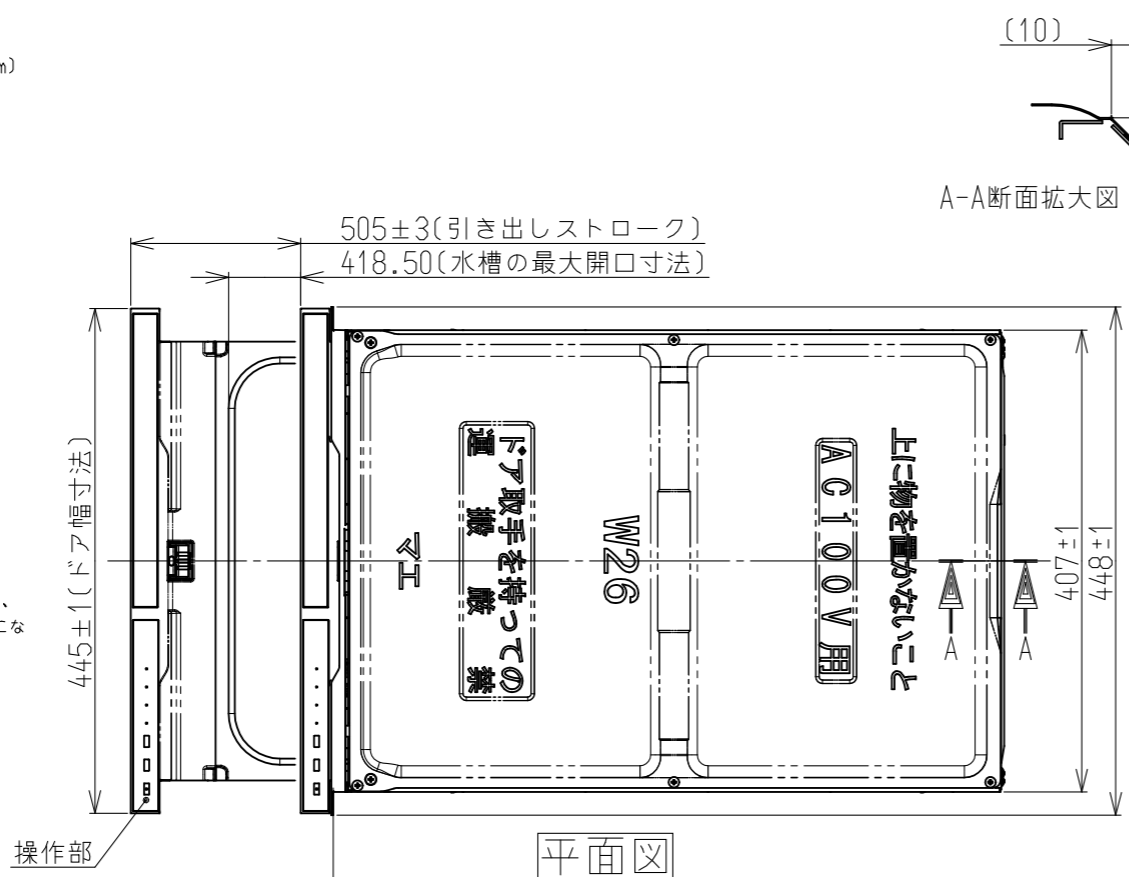 m)
(10)
A-A断面拡大図
505±3(引き出しストローク)
418.50(水槽の最大開口寸法)
445±1(ドア幅寸法)
ドア取手を持っての
運搬厳禁
マエ
W26
AC100V用
上に物を置かないこと
A
A
407±1
448±1
、
な
操作部
平面図